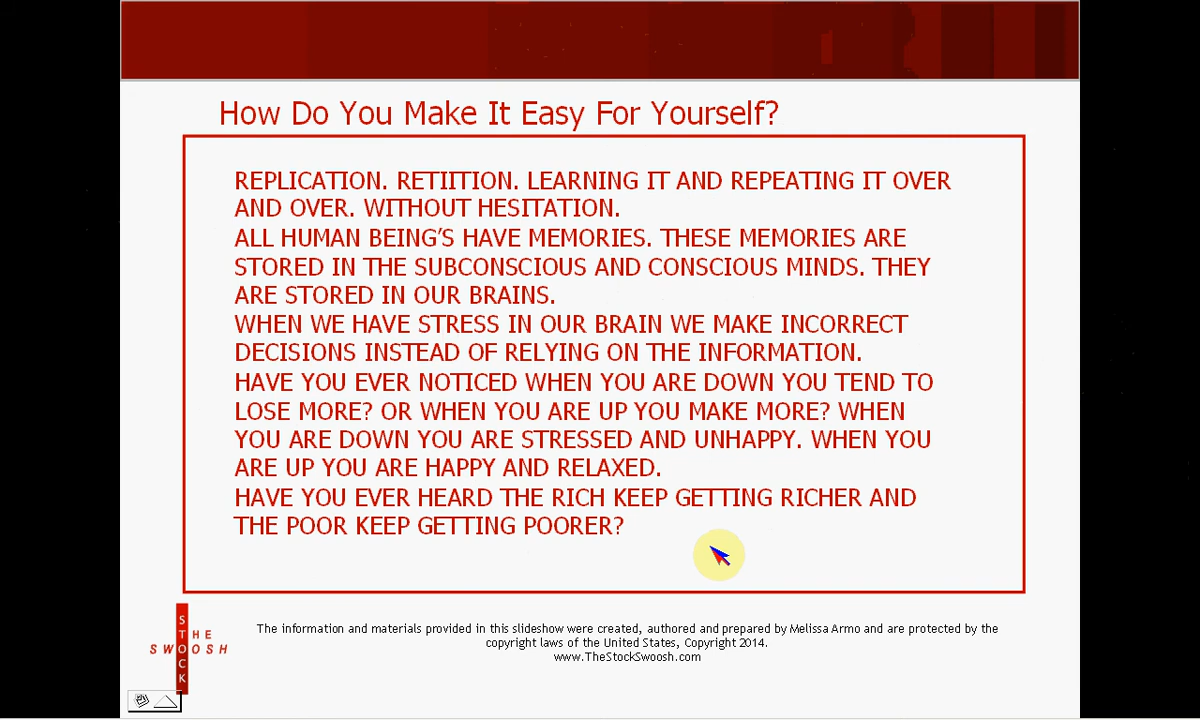 How Do You Make It Easy For Yourself?
REPLICATION. RETIITION. LEARNING IT AND REPEATING IT OVER
AND OVER. WITHOUT HESITATION.
ALL HUMAN BEING’S HAVE MEMORIES. THESE MEMORIES ARE
STORED IN THE SUBCONSCIOUS AND CONSCIOUS MINDS. THEY
ARE STORED IN OUR BRAINS.
WHEN WE HAVE STRESS IN OUR BRAIN WE MAKE INCORRECT
DECISIONS INSTEAD OF RELYING ON THE INFORMATION.
HAVE YOU EVER NOTICED WHEN YOU ARE DOWN YOU TEND TO
LOSE MORE? OR WHEN YOU ARE UP YOU MAKE MORE? WHEN
YOU ARE DOWN YOU ARE STRESSED AND UNHAPPY. WHEN YOU
ARE UP YOU ARE HAPPY AND RELAXED.
HAVE YOU EVER HEARD THE RICH KEEP GETTING RICHER AND
THE POOR KEEP GETTING POORER?
THE
STOCK
SWOOSH
The information and materials provided in this slideshow were created, authored and prepared by Melissa Armo and are protected by the
copyright laws of the United States, Copyright 2014.
www.TheStockSwoosh.com